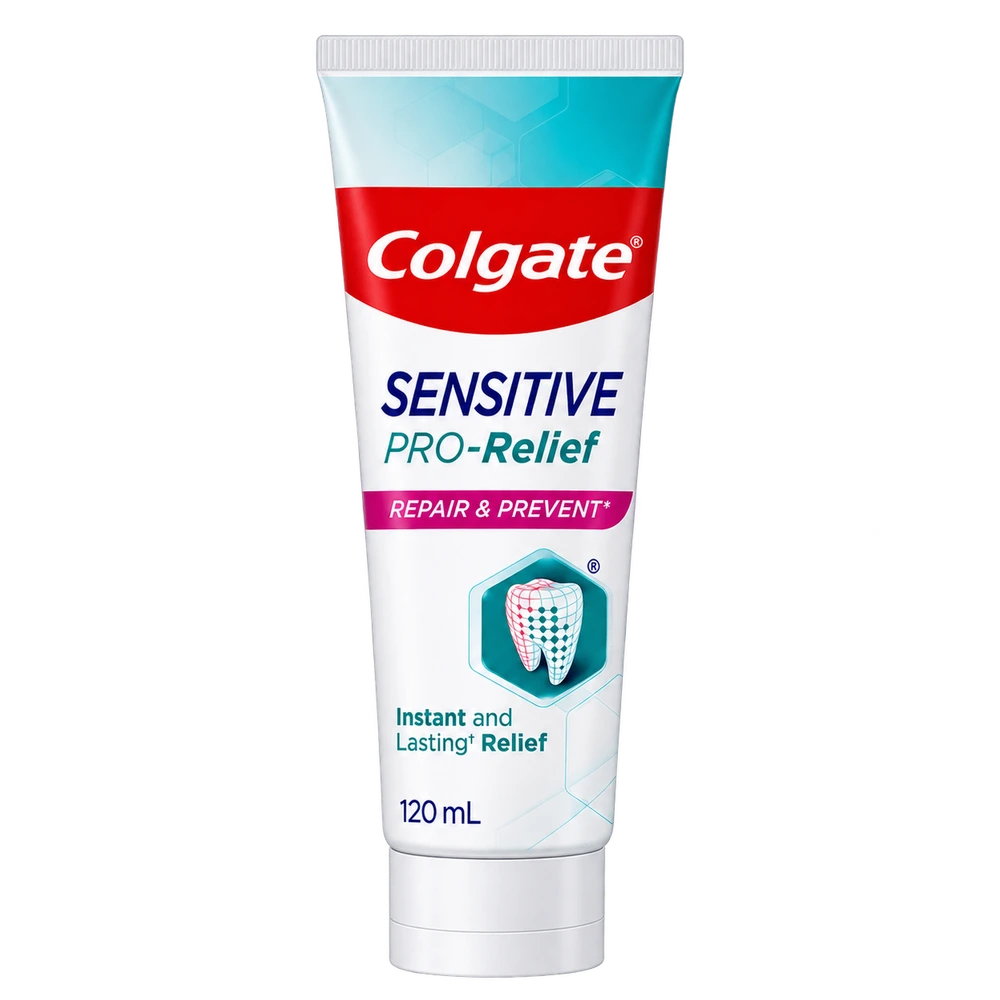 Colgate®
SENSITIVE
PRO-Relief
REPAIR & PREVENT*
®
Instant and
Lasting† Relief
120 mL